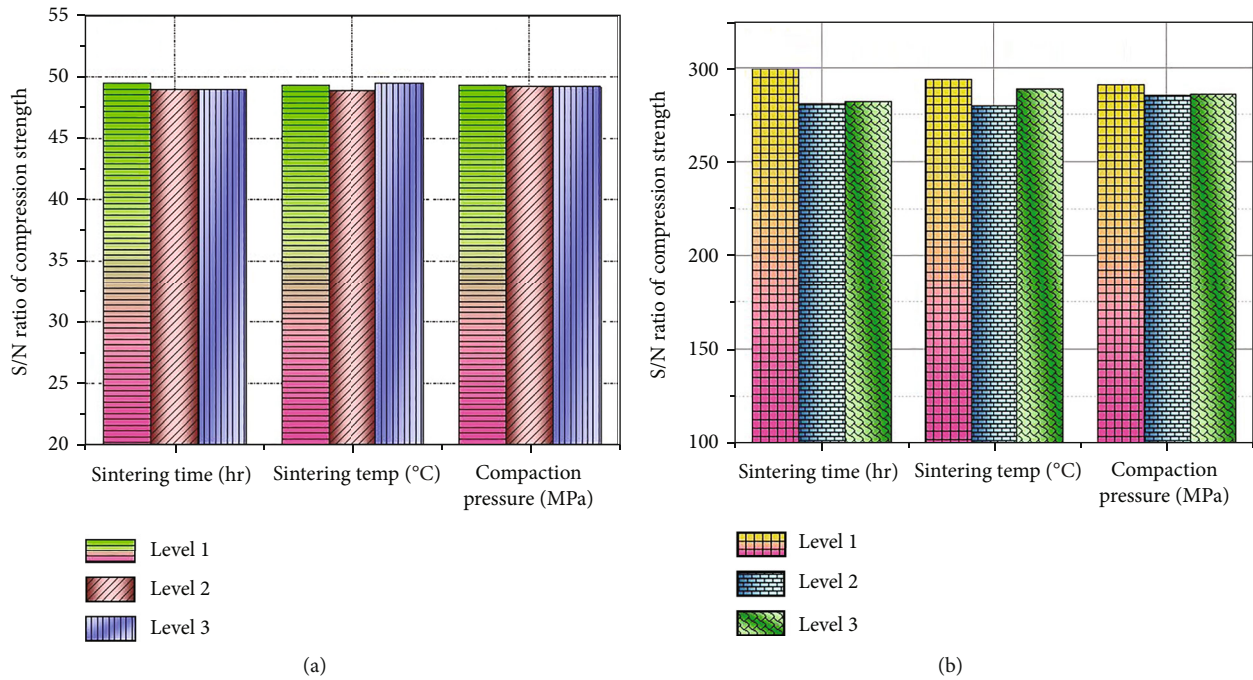 S/N ratio of compression strength
55
50
45
40
35
30
25
20
Sintering time (hr)
Sintering temp (°C)
Compaction
pressure (MPa)
Level 1
Level 2
Level 3
(a)
S/N ratio of compression strength
300
250
200
150
100
Sintering time (hr)
Sintering temp (°C)
Compaction
pressure (MPa)
Level 1
Level 2
Level 3
(b)